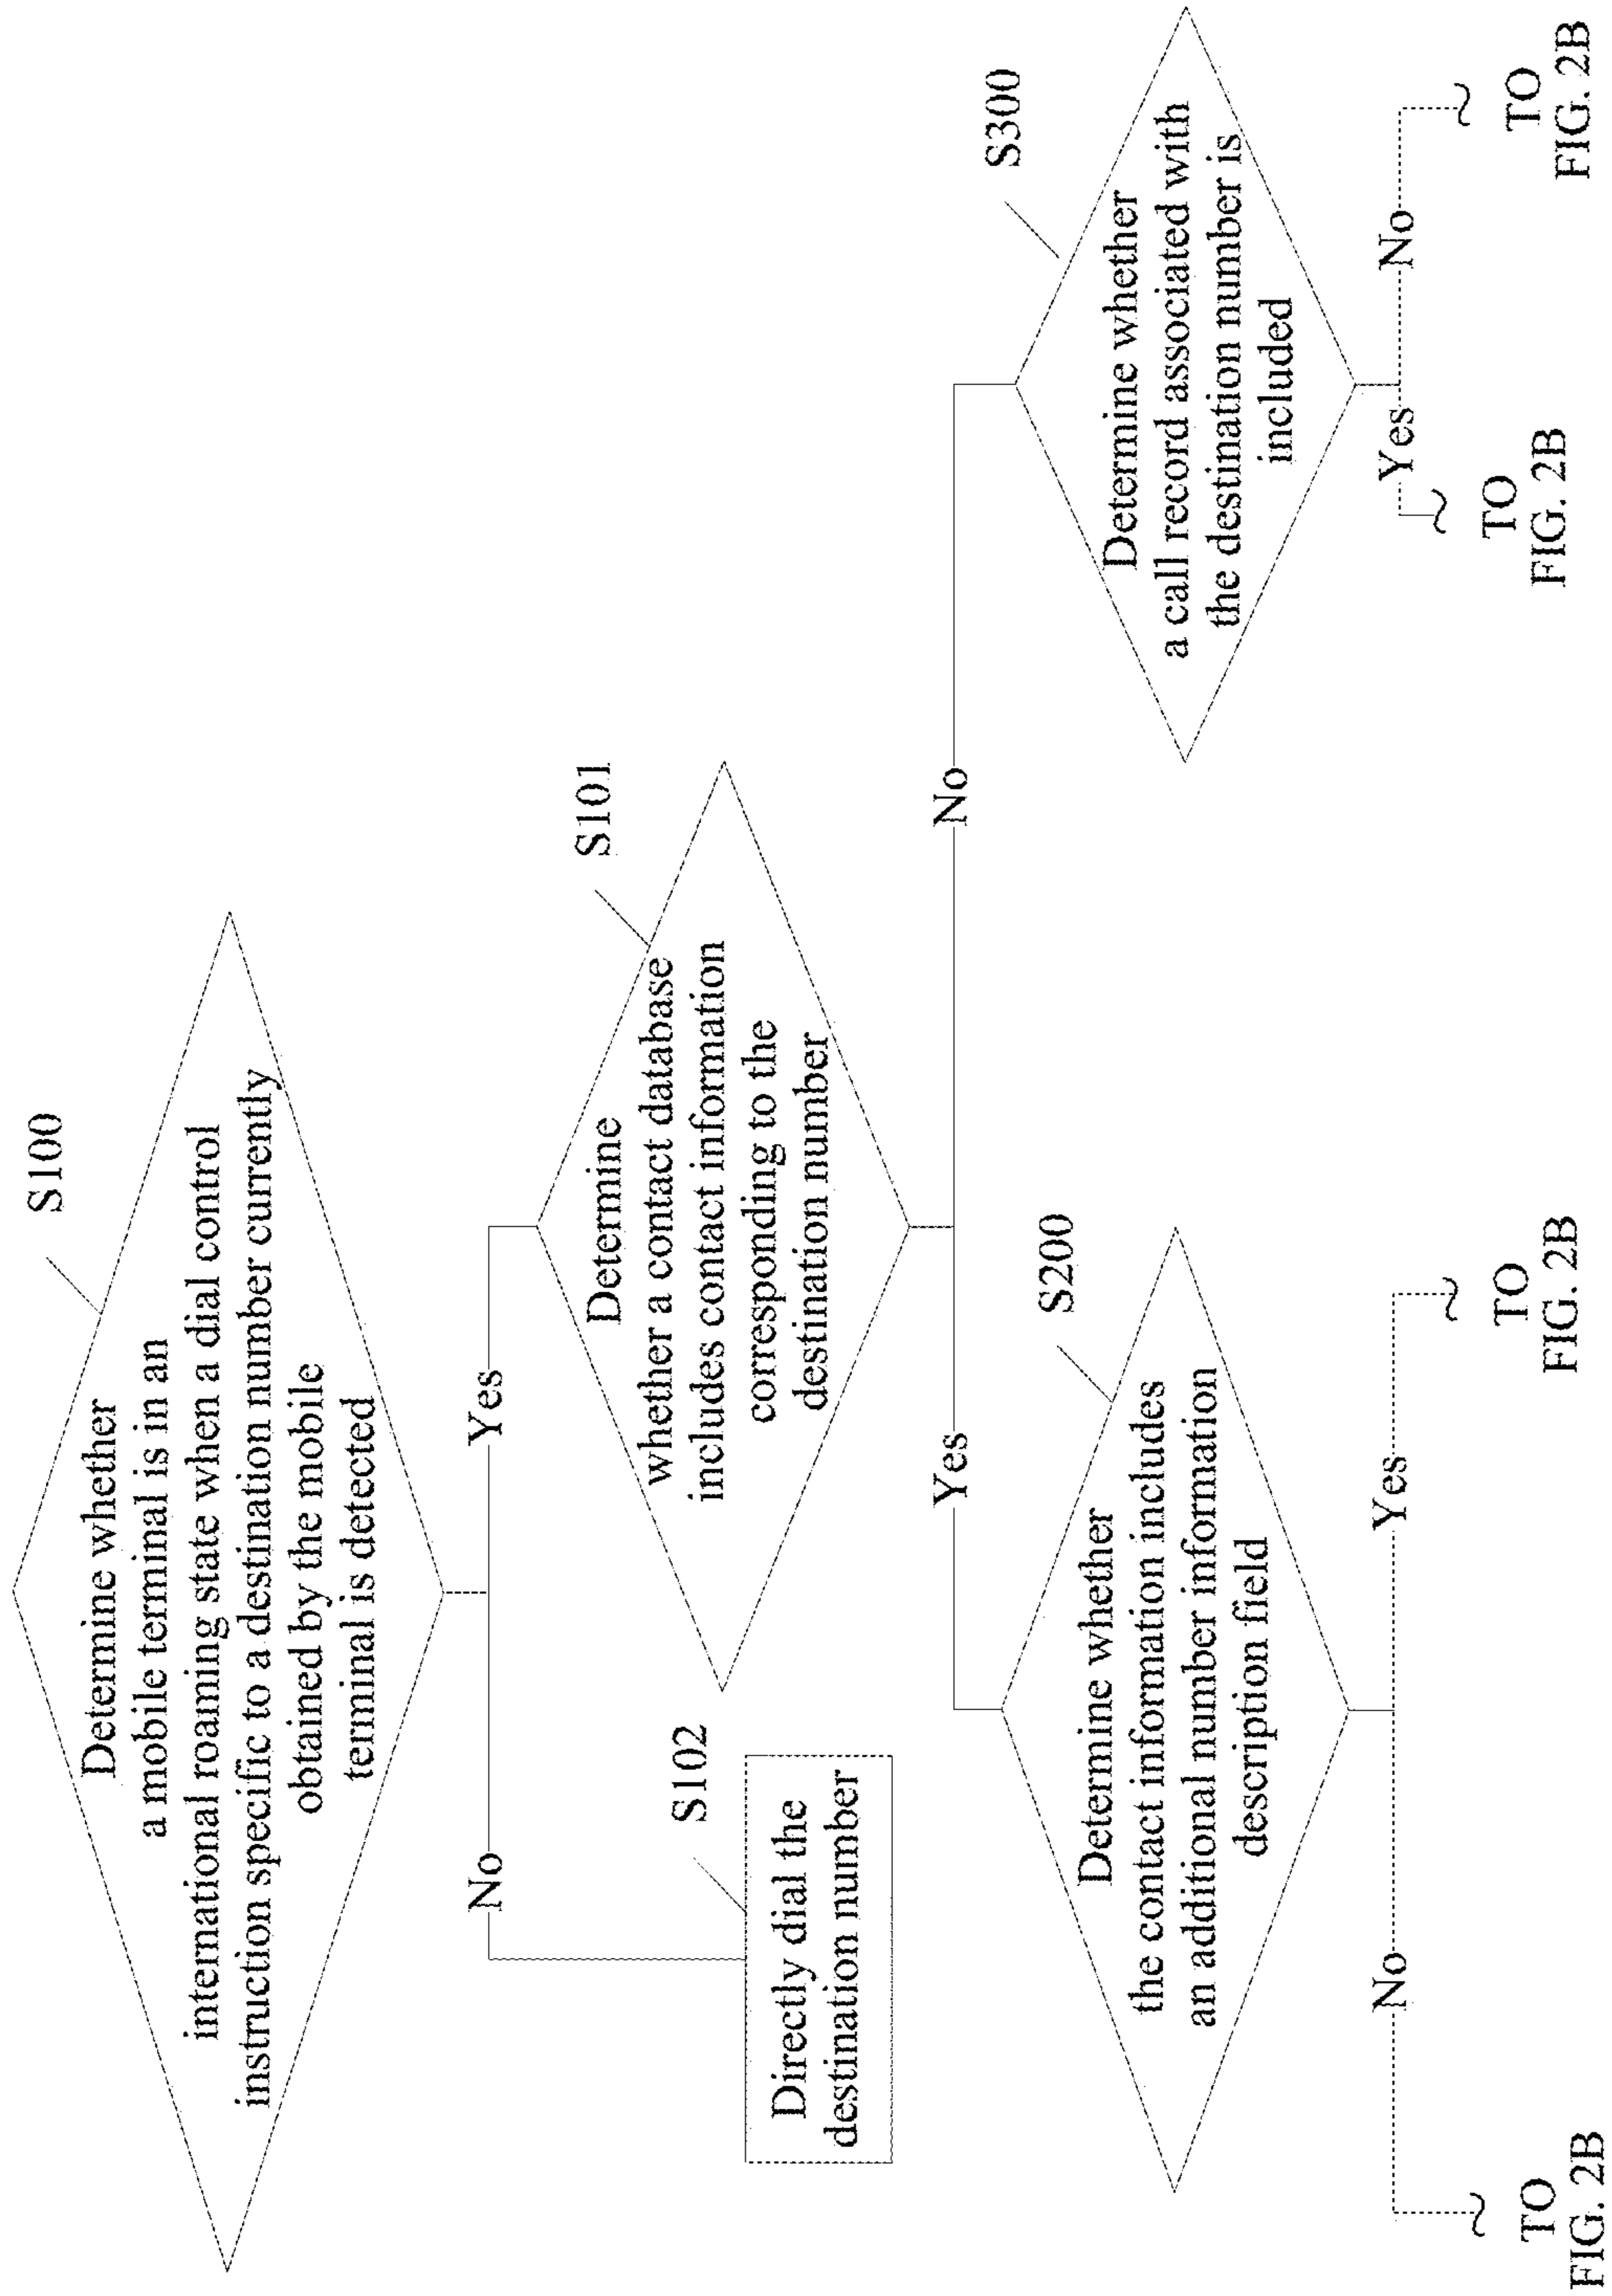 S100
Determine whether
a mobile terminal is in an
international roaming state when a dial control
instruction specific to a destination number currently
obtained by the mobile
terminal is detected
No
Yes
S102
Directly dial the
destination number
S101
Determine
whether a contact database
includes contact information
corresponding to the
destination number
Yes
No
S200
Determine whether
the contact information includes
an additional number information
description field
No
Yes
S300
Determine whether
a call record associated with
the destination number is
included
Yes
No
TO
FIG. 2B
TO
FIG. 2B
TO
FIG. 2B
TO
FIG. 2B